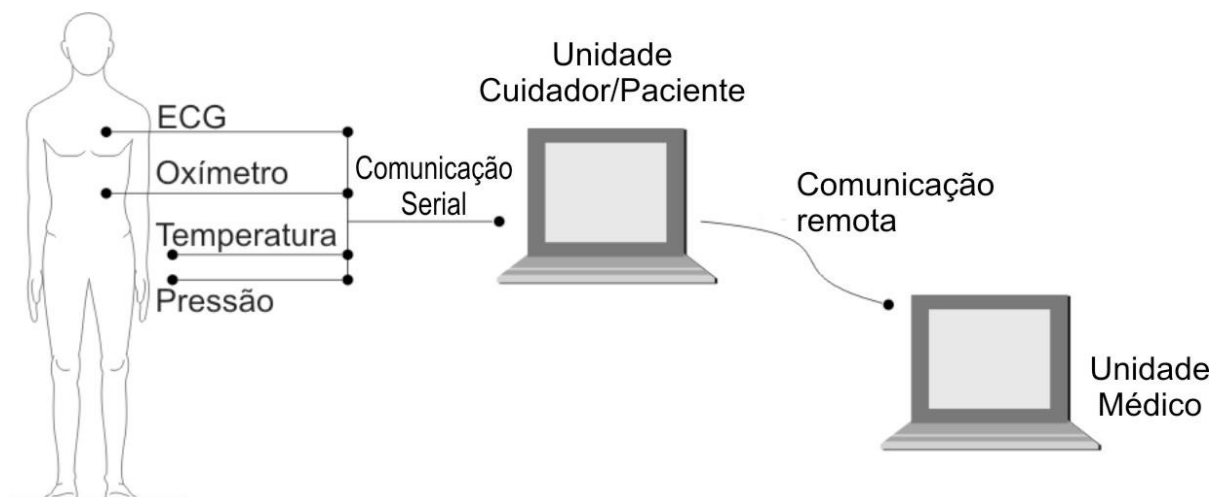 Unidade
Cuidador/Paciente
ECG
Oxímetro
Comunicação
Serial
Temperatura
Pressão
Comunicação
remota
Unidade
Médico